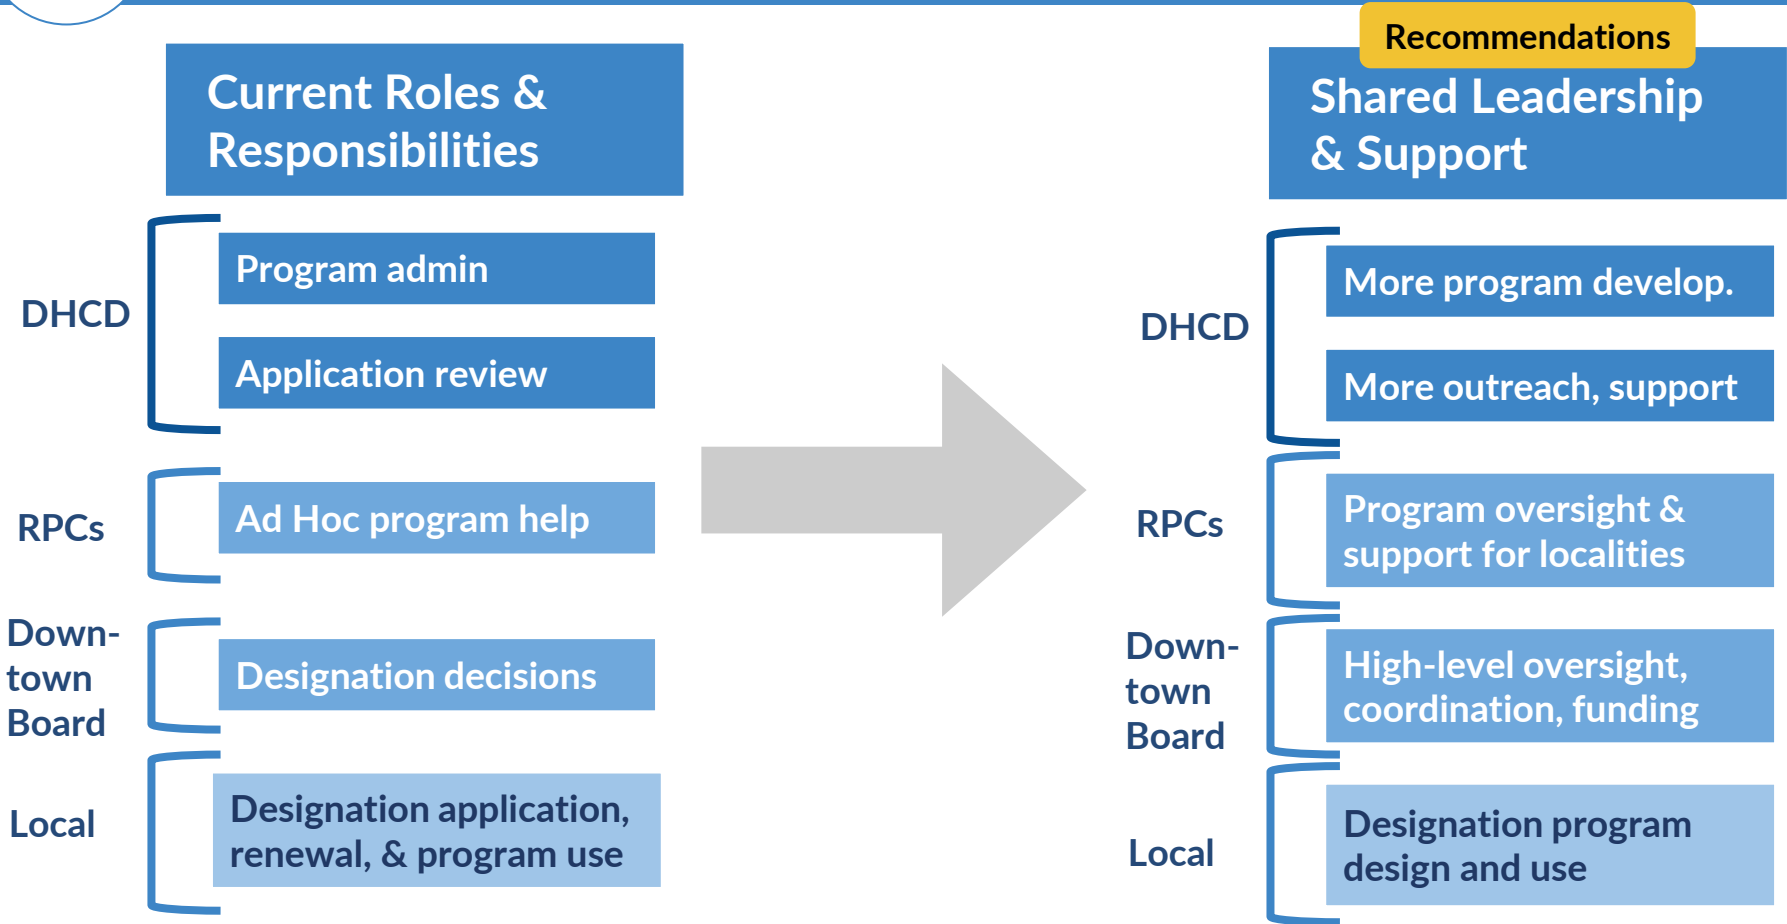 Current Roles &
Responsibilities
DHCD
Program admin
Application review
RPCs
Ad Hoc program help
Down-
town
Board
Designation decisions
Local
Designation application,
renewal, & program use
Recommendations
Shared Leadership
& Support
DHCD
More program develop.
More outreach, support
RPCs
Program oversight &
support for localities
Down-
town
Board
High-level oversight,
coordination, funding
Local
Designation program
design and use